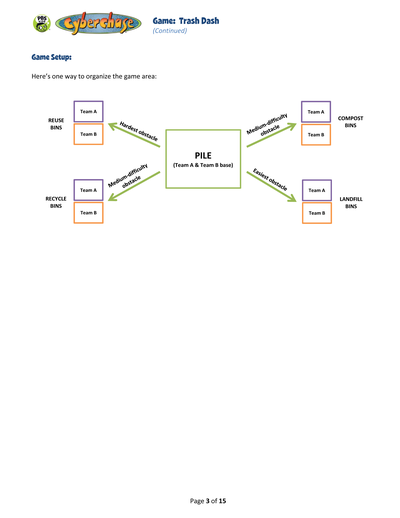 PBS KIDS
Cyberchase
Game: Trash Dash
(Continued)
Game Setup:
Here's one way to organize the game area:
REUSE
BINS
Team A
Team B
Hardest obstacle
Medium-difficulty
obstacle
Team A
Team B
COMPOST
BINS
PILE
(Team A & Team B base)
RECYCLE
BINS
Team A
Team B
Medium-difficulty
obstacle
Easiest obstacle
Team A
Team B
LANDFILL
BINS
Page 3 of 15